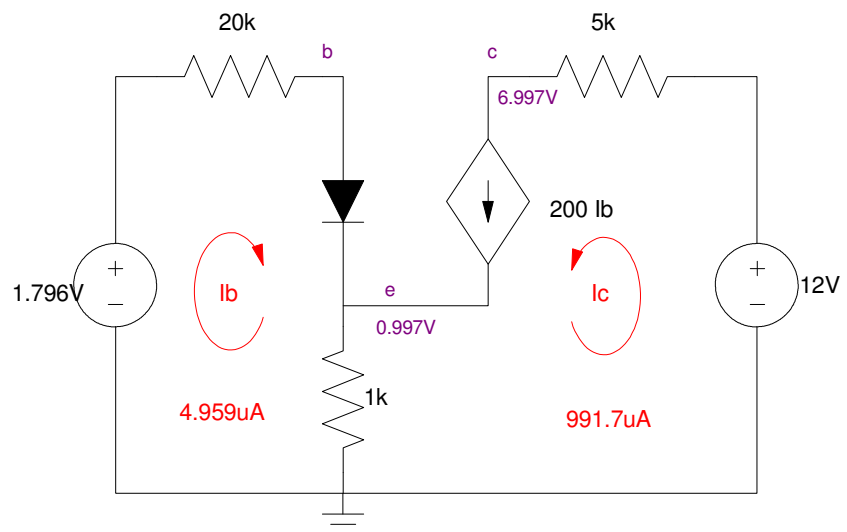 20k
5k
b
c
6.997V
200 Ib
+
+
1.796V
Ib
e
Ic
12V
0.997V
1k
4.959uA
991.7uA